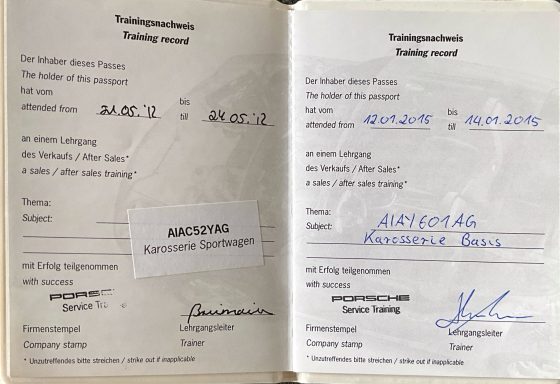 Trainingsnachweis
Training record
Der Inhaber dieses Passes
The holder of this passport
hat vom bis
attended from 21.05.'12 till 24.05.'12
an einem Lehrgang
des Verkaufs / After Sales*
a sales / after sales training*
Thema:
Subject:
AIAC52YAG
Karosserie Sportwagen
mit Erfolg teilgenommen
with success
PORSC
Service Tr
Firmenstempel Lehrgangsleiter
Company stamp Trainer
* Unzutreffendes bitte streichen / strike out if inapplicable
Trainingsnachweis
Training record
Der Inhaber dieses Passes
The holder of this passport
hat vom bis
attended from 12.01.2015 till 14.01.2015
an einem Lehrgang
des Verkaufs / After Sales*
a sales / after sales training*
Thema: AIAY601AG
Subject: Karosserie Basis
mit Erfolg teilgenommen
with success
PORSCHE
Service Training
Firmenstempel Lehrgangsleiter
Company stamp Trainer
* Unzutreffendes bitte streichen / strike out if inapplicable